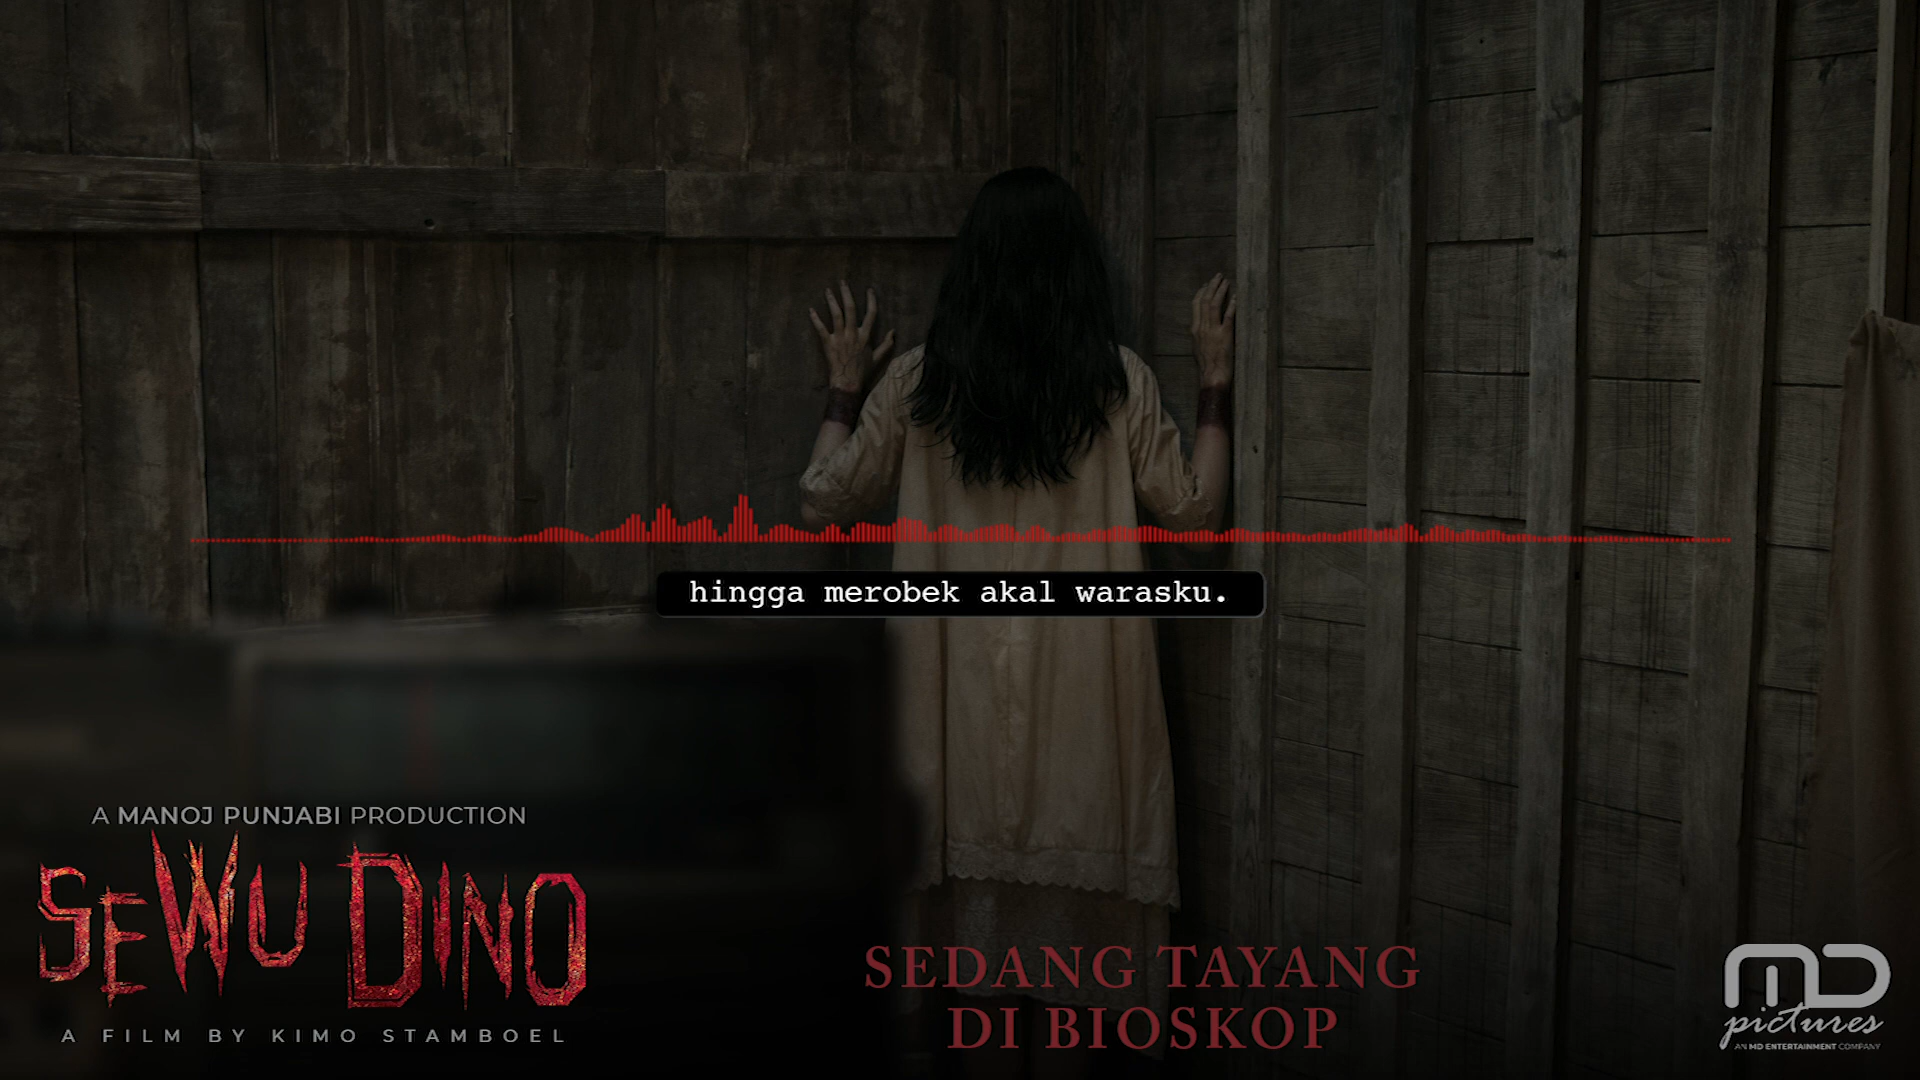 hingga merobek akal warasku.
A MANOJ PUNJABI PRODUCTION
SEWU DINO
A FILM BY KIMO STAMBOEL
SEDANG TAYANG
DI BIOSKOP
MD
pictures
AN MD ENTERTAINMENT COMPANY